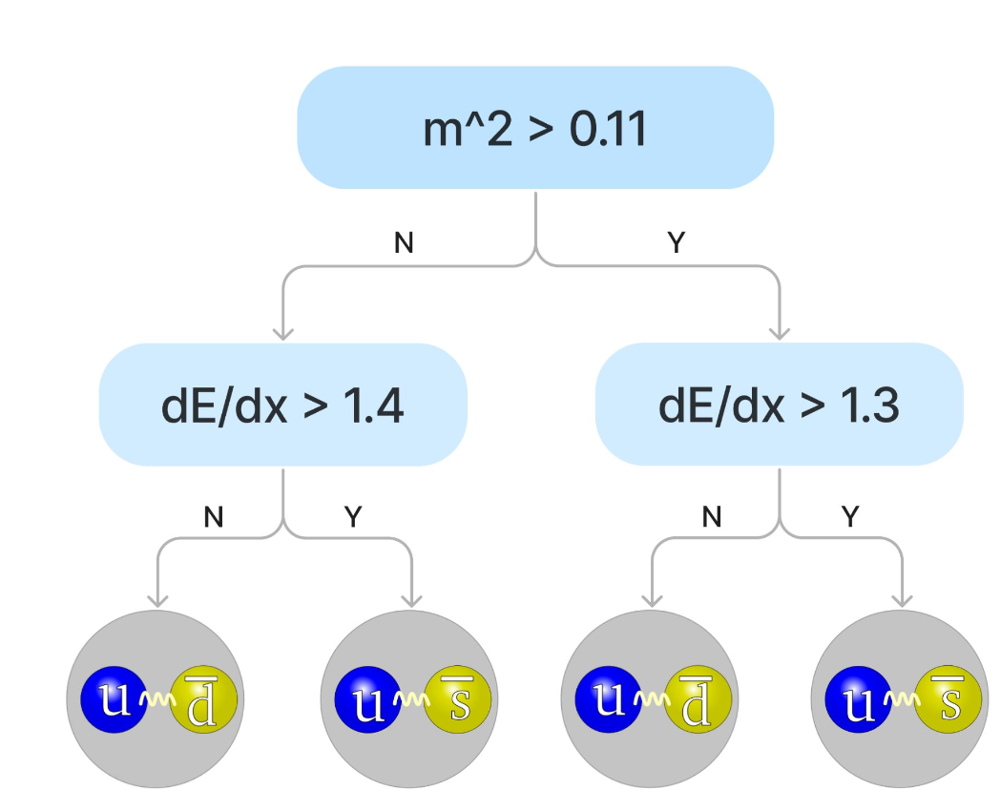 m^2 > 0.11
N Y
dE/dx > 1.4 dE/dx > 1.3
N Y N Y
u d̅ u s̅ u d̅ u s̅